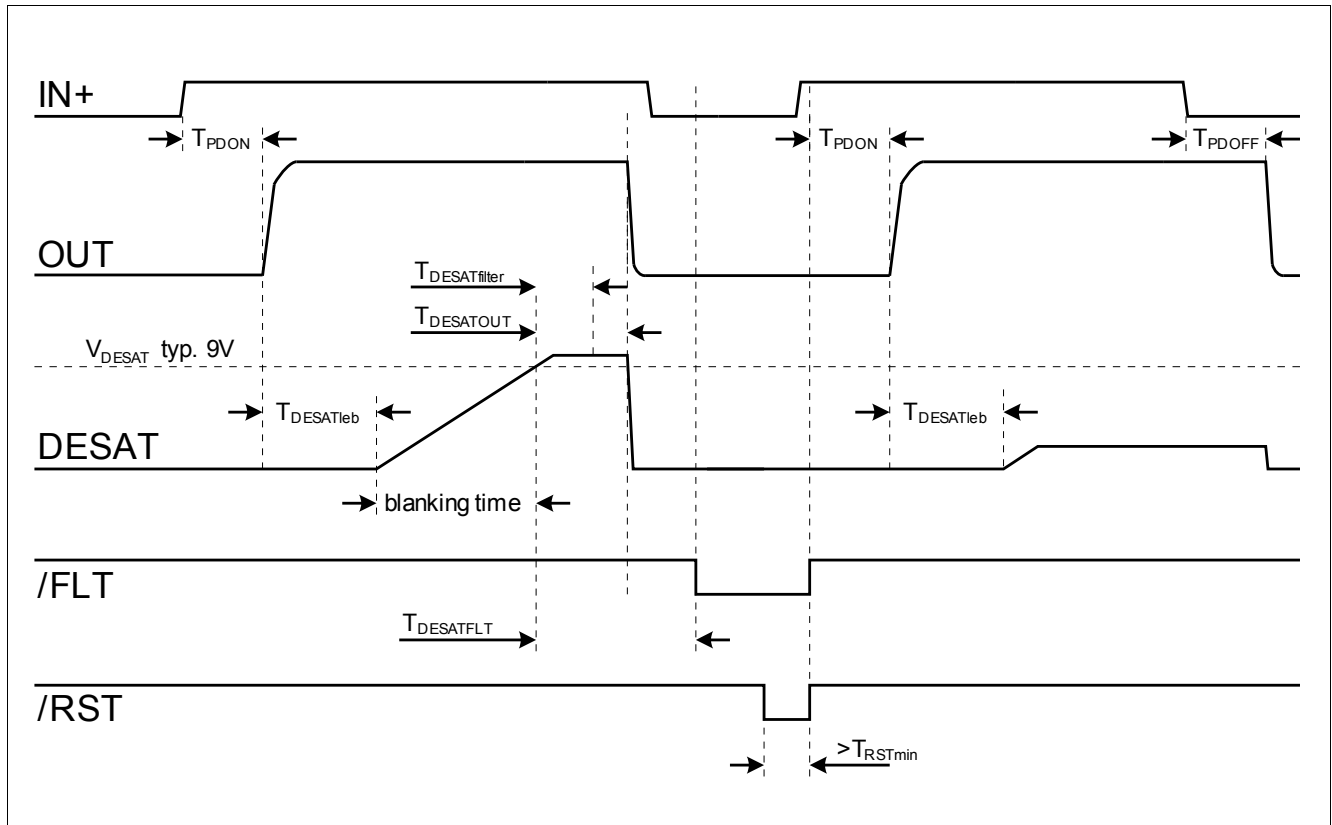 IN+
TPDON
TPDON
TPDOFF
OUT
TDESATfilter
TDESATOUT
VDESAT typ. 9V
TDESATleb
TDESATleb
DESAT
blanking time
/FLT
TDESATFLT
/RST
>TRSTmin